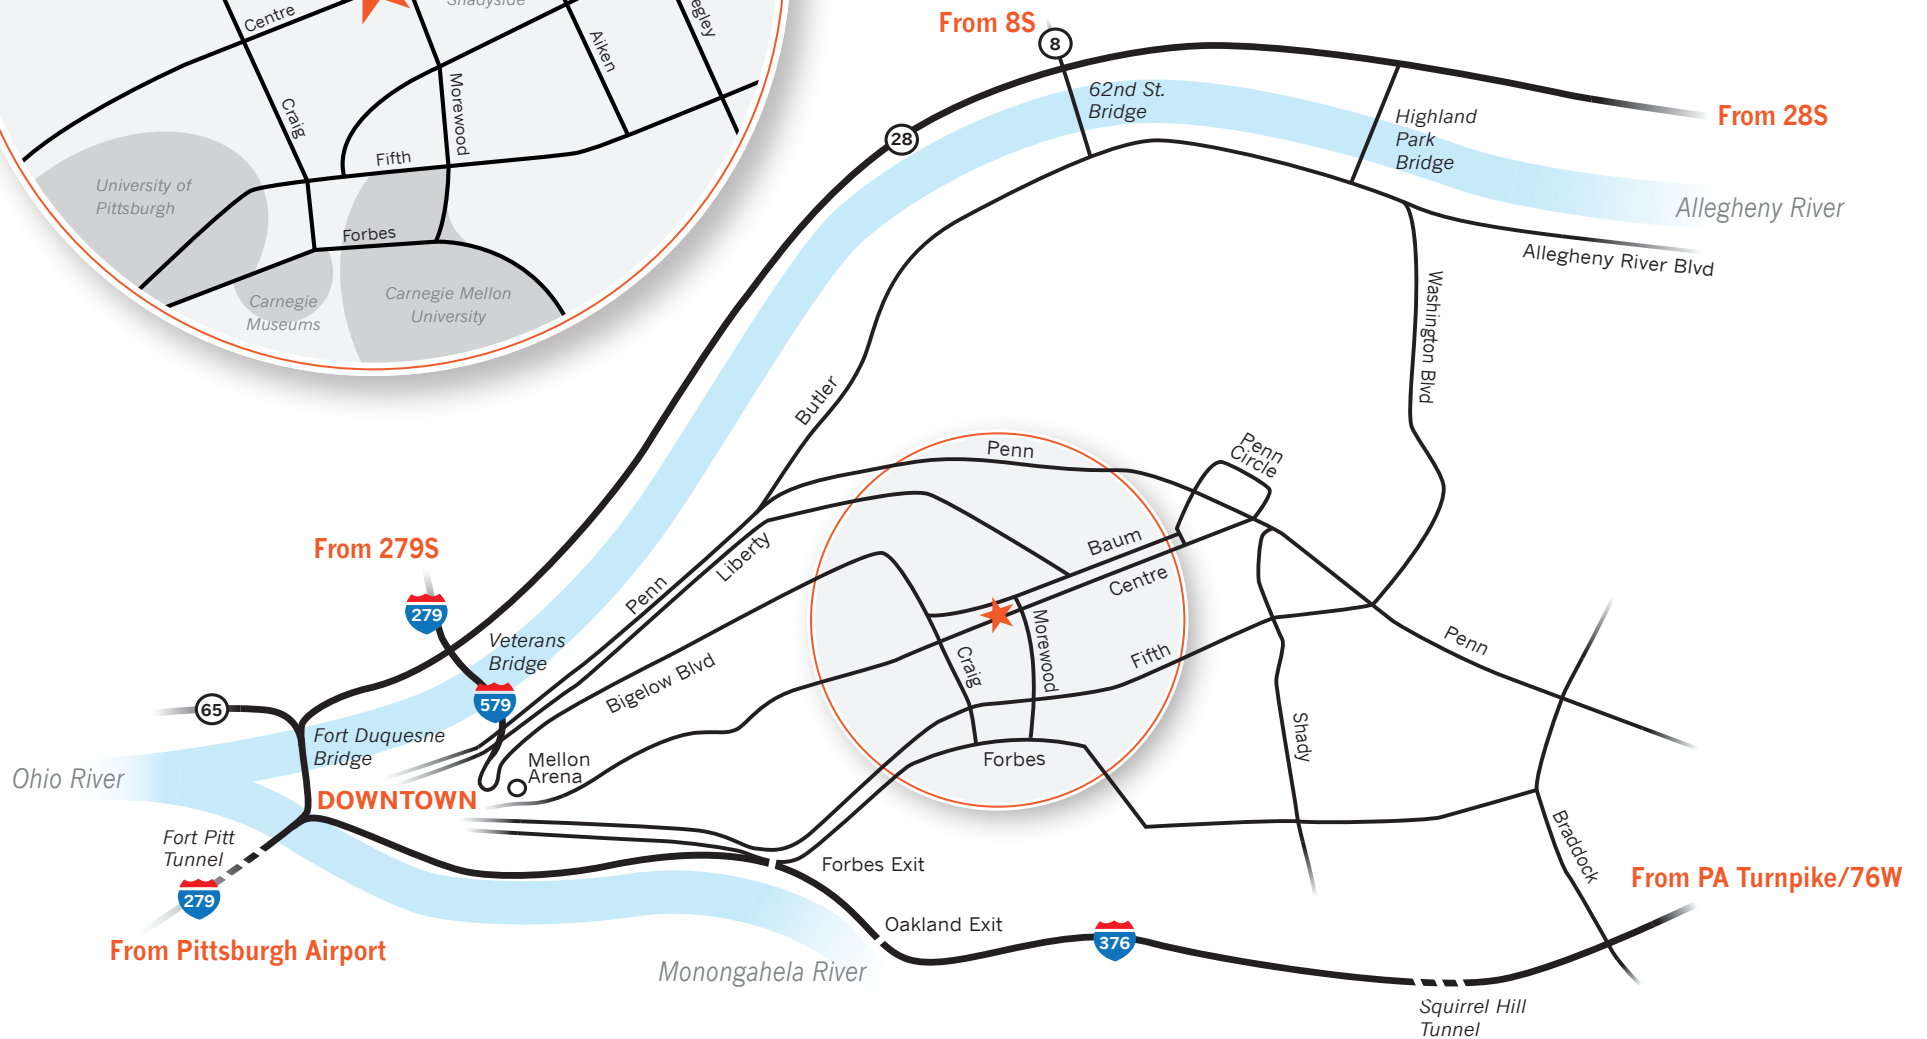 Shadyside
Centre
egley
Aiken
Craig
Morewood
Fifth
University of
Pittsburgh
Forbes
Carnegie
Museums
Carnegie Mellon
University
From 8S
8
62nd St.
Bridge
28
Highland
Park
Bridge
From 28S
Allegheny River
Allegheny River Blvd
Washington Blvd
Butler
Penn
Penn
Circle
Baum
Centre
Liberty
Penn
From 279S
279
Veterans
Bridge
579
Bigelow Blvd
Craig
Morewood
Fifth
Penn
Shady
Forbes
65
Fort Duquesne
Bridge
Mellon
Arena
Ohio River
DOWNTOWN
Fort Pitt
Tunnel
279
From Pittsburgh Airport
Forbes Exit
Oakland Exit
Monongahela River
376
Braddock
From PA Turnpike/76W
Squirrel Hill
Tunnel